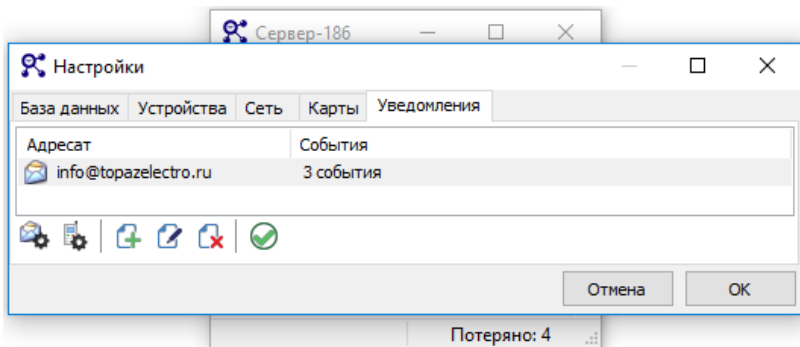 Сервер-186
Настройки
База данных Устройства Сеть Карты Уведомления
Адресат События
info@topazelectro.ru 3 события
Отмена OK
Потеряно: 4